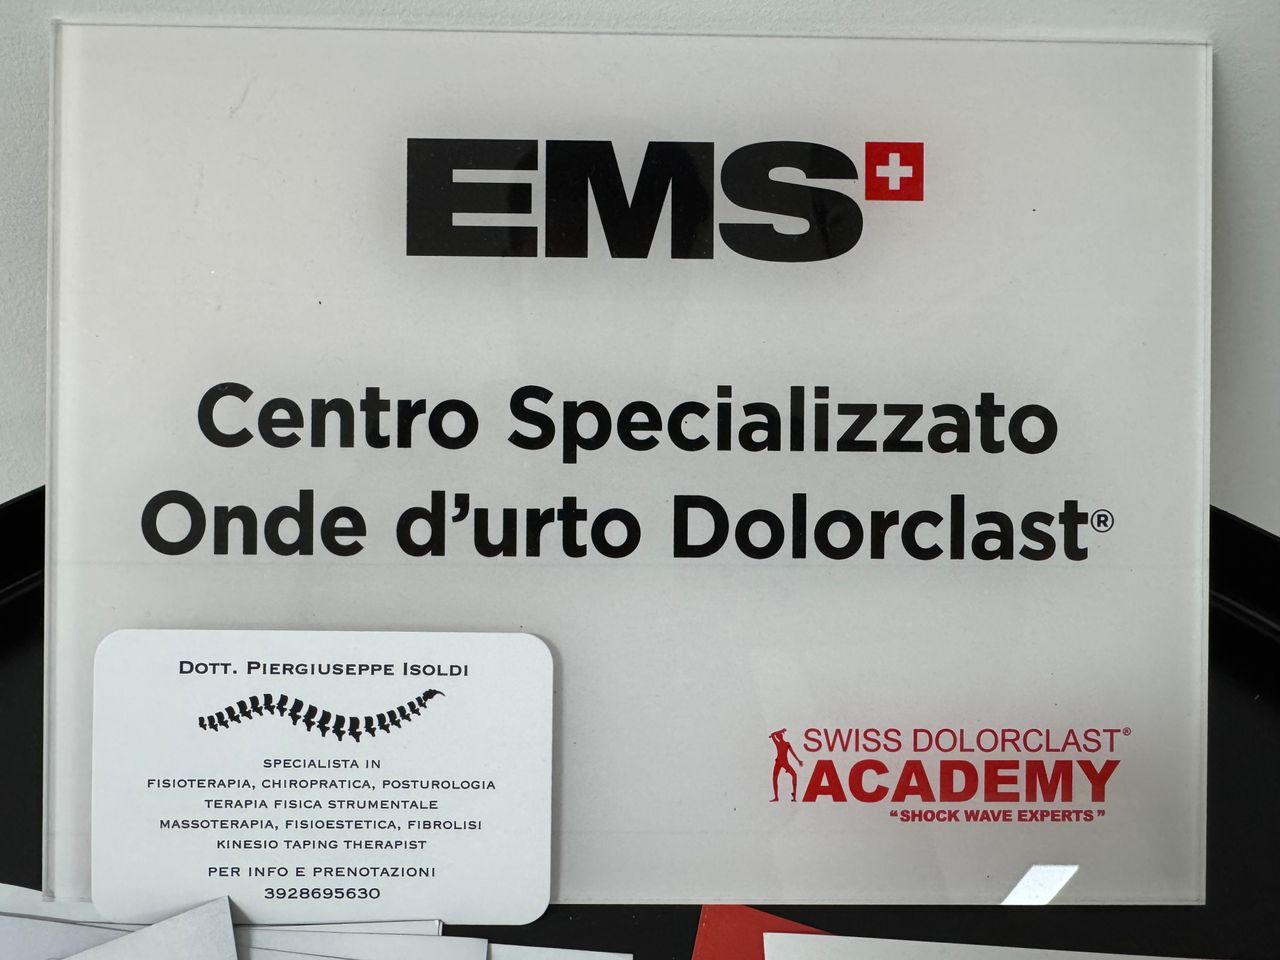 EMS
Centro Specializzato
Onde d'urto Dolorclast®
DOTT. PIERGIUSEPPE ISOLDI
SPECIALISTA IN
FISIOTERAPIA, CHIROPRATICA, POSTUROLOGIA
TERAPIA FISICA STRUMENTALE
MASSOTERAPIA, FISIOESTETICA, FIBROLISI
KINESIO TAPING THERAPIST
PER INFO E PRENOTAZIONI
3928695630
SWISS DOLORCLAST®
ACADEMY
“SHOCK WAVE EXPERTS”